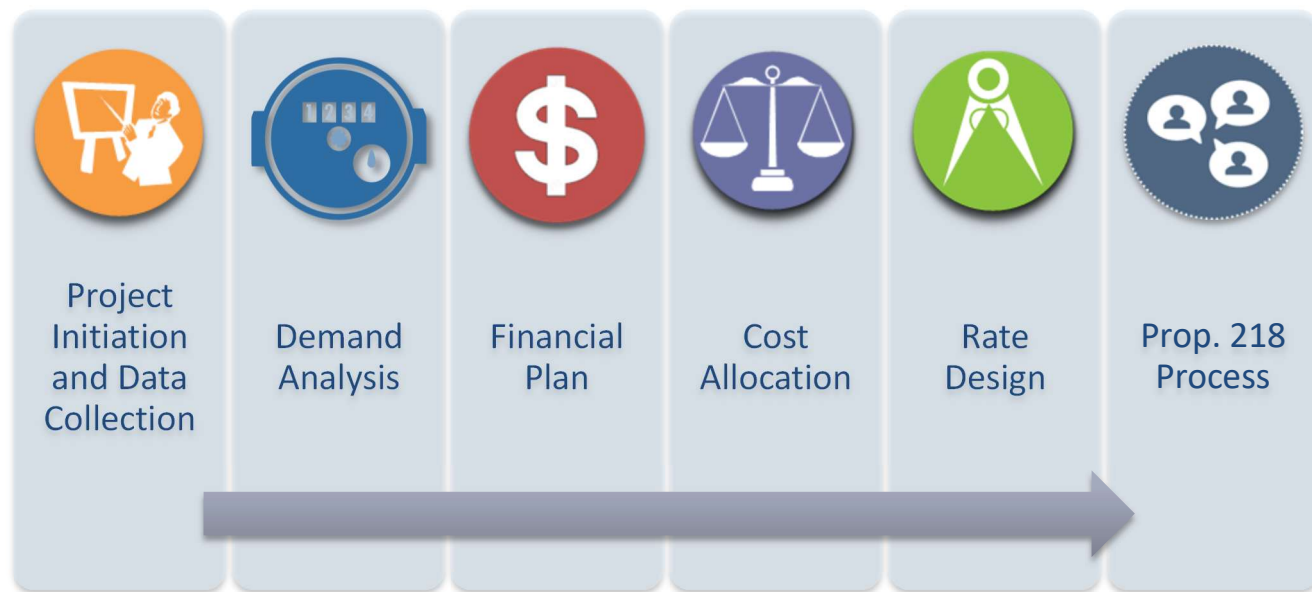 1234
$
Project
Initiation
and Data
Collection
Demand
Analysis
Financial
Plan
Cost
Allocation
Rate
Design
Prop. 218
Process